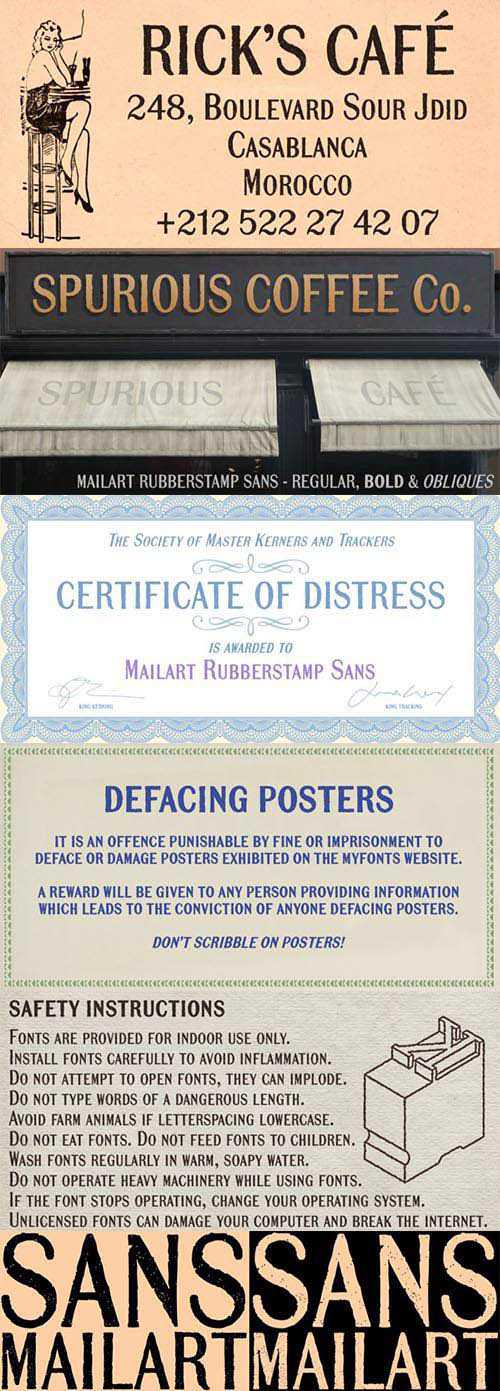 RICK'S CAFÉ
248, BOULEVARD SOUR JDID
CASABLANCA
MOROCCO
+212 522 27 42 07
SPURIOUS COFFEE Co.
SPURIOUS
CAFÉ
MAILART RUBBERSTAMP SANS - REGULAR, BOLD & OBLIQUES
THE SOCIETY OF MASTER KERNERS AND TRACKERS
CERTIFICATE OF DISTRESS
IS AWARDED TO
MAILART RUBBERSTAMP SANS
KING KERNING
KING TRACKING
DEFACING POSTERS
IT IS AN OFFENCE PUNISHABLE BY FINE OR IMPRISONMENT TO
DEFACE OR DAMAGE POSTERS EXHIBITED ON THE MYFONTS WEBSITE.
A REWARD WILL BE GIVEN TO ANY PERSON PROVIDING INFORMATION
WHICH LEADS TO THE CONVICTION OF ANYONE DEFACING POSTERS.
DON'T SCRIBBLE ON POSTERS!
SAFETY INSTRUCTIONS
FONTS ARE PROVIDED FOR INDOOR USE ONLY.
INSTALL FONTS CAREFULLY TO AVOID INFLAMMATION.
DO NOT ATTEMPT TO OPEN FONTS, THEY CAN IMPLODE.
DO NOT TYPE WORDS OF A DANGEROUS LENGTH.
AVOID FARM ANIMALS IF LETTERSPACING LOWERCASE.
DO NOT EAT FONTS. DO NOT FEED FONTS TO CHILDREN.
WASH FONTS REGULARLY IN WARM, SOAPY WATER.
DO NOT OPERATE HEAVY MACHINERY WHILE USING FONTS.
IF THE FONT STOPS OPERATING, CHANGE YOUR OPERATING SYSTEM.
UNLICENSED FONTS CAN DAMAGE YOUR COMPUTER AND BREAK THE INTERNET.
SANS SANS
MAILART MAILART